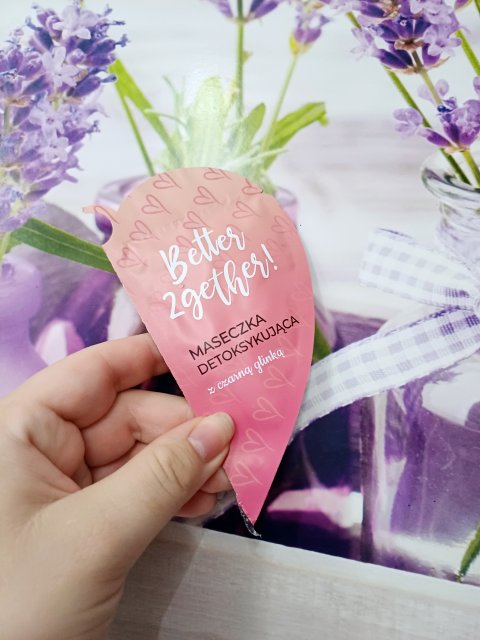 Better
2gether!
MASECZKA
DETOKSYKUJĄCA
z czarną glinką